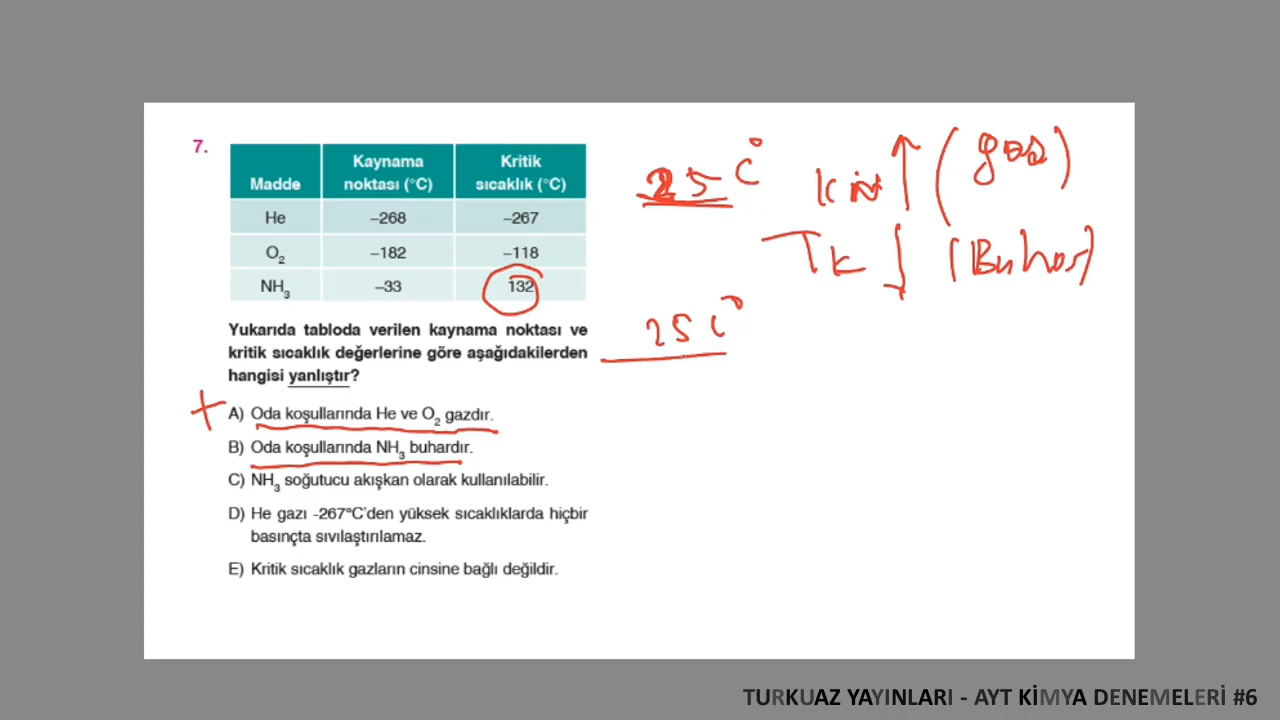 7.
Madde Kaynama noktası (°C) Kritik sıcaklık (°C)
He –268 –267
O₂ –182 –118
NH₃ –33 132
Yukarıda tabloda verilen kaynama noktası ve
kritik sıcaklık değerlerine göre aşağıdakilerden
hangisi yanlıştır?
A) Oda koşullarında He ve O₂ gazdır.
B) Oda koşullarında NH₃ buhardır.
C) NH₃ soğutucu akışkan olarak kullanılabilir.
D) He gazı -267°C'den yüksek sıcaklıklarda hiçbir
basınçta sıvılaştırılamaz.
E) Kritik sıcaklık gazların cinsine bağlı değildir.
25 C°
(gaz)
TK ↓ (Buhar)
25 C°
TURKUAZ YAYINLARI - AYT KİMYA DENEMELERİ #6